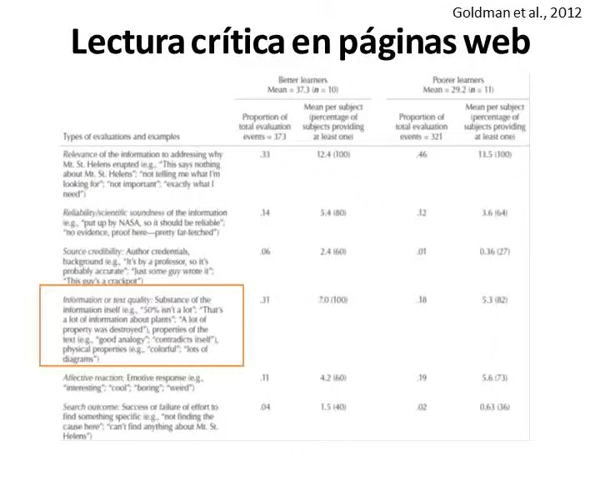 Goldman et al., 2012
Lectura crítica en páginas web
Better learners
Mean = 37.3 (n = 10)
Poorer learners
Mean = 29.2 (n = 11)
Types of evaluations and examples
Proportion of
total evaluation
events = 373
Mean per subject
(percentage of
subjects providing
at least one)
Proportion of
total evaluation
events = 321
Mean per subject
(percentage of
subjects providing
at least one)
Relevance of the information to addressing why
Mt. St. Helens erupted (e.g., "This says nothing
about Mt. St. Helens"; "not telling me what I'm
looking for"; "not important"; "exactly what I
need")
.33
12.4 (100)
.46
13.5 (100)
Reliability/scientific soundness of the information
(e.g., "put up by NASA, so it should be reliable";
"no evidence, proof here—pretty far-fetched")
.14
5.4 (80)
.12
3.6 (64)
Source credibility: Author credentials,
background (e.g., "It's by a professor, so it's
probably accurate"; "Just some guy wrote it";
"This guy's a crackpot")
.06
2.4 (60)
.01
0.36 (27)
Information or text quality: Substance of the
information itself (e.g., "50% isn't a lot"; "That's
a lot of information about plants"; "A lot of
property was destroyed"), properties of the
text (e.g., "good analogy"; "contradicts itself"),
physical properties (e.g., "colorful"; "lots of
diagrams")
.31
7.0 (100)
.18
5.3 (82)
Affective reaction: Emotive response (e.g.,
"interesting"; "cool"; "boring"; "weird")
.11
4.2 (60)
.19
5.6 (73)
Search outcome: Success or failure of effort to
find something specific (e.g., "not finding the
cause here"; "can't find anything about Mt. St.
Helens")
.04
1.5 (40)
.02
0.63 (36)